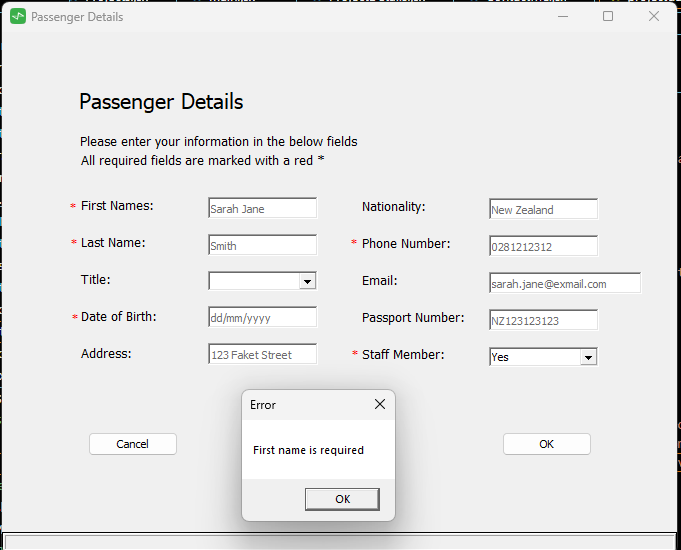 Passenger Details
Passenger Details
Please enter your information in the below fields
All required fields are marked with a red *
* First Names: Sarah Jane Nationality: New Zealand
* Last Name: Smith * Phone Number: 0281212312
Title: Email: sarah.jane@exmail.com
* Date of Birth: dd/mm/yyyy Passport Number: NZ123123123
Address: 123 Faket Street * Staff Member: Yes
Error
Cancel First name is required OK
OK